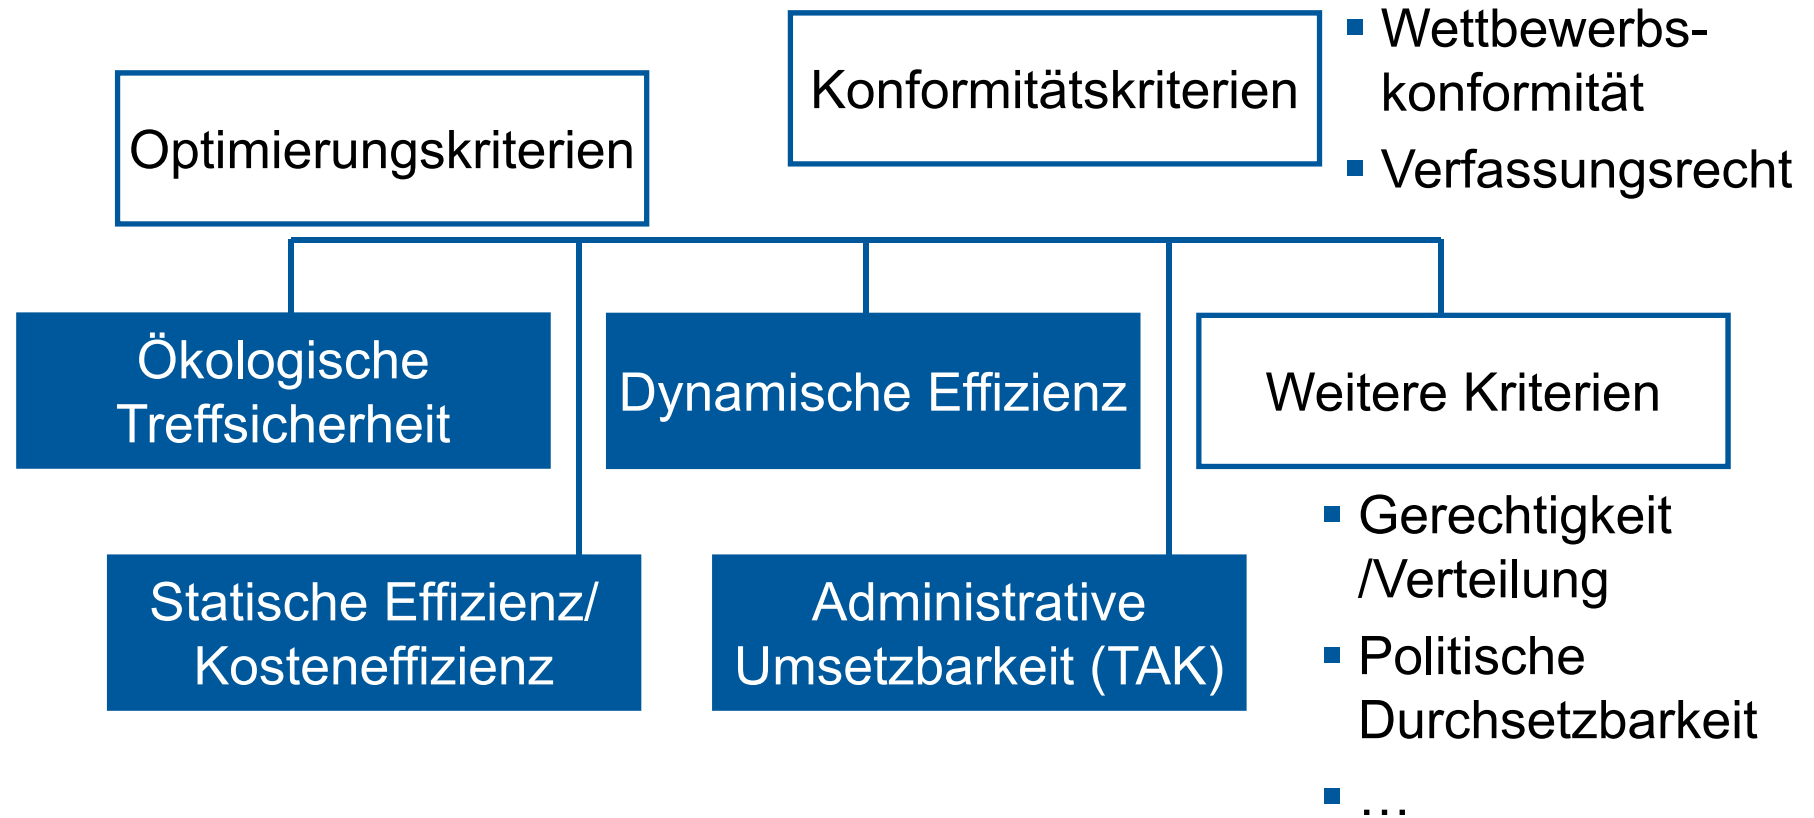 Optimierungskriterien
Konformitätskriterien
Wettbewerbs-
konformität
Verfassungsrecht
Ökologische
Treffsicherheit
Dynamische Effizienz
Weitere Kriterien
Statische Effizienz/
Kosteneffizienz
Administrative
Umsetzbarkeit (TAK)
Gerechtigkeit
/Verteilung
Politische
Durchsetzbarkeit
…